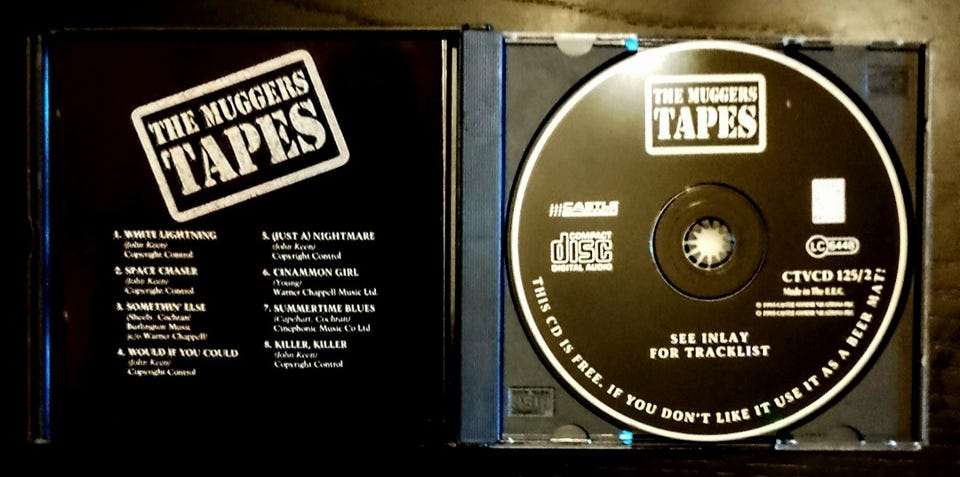 THE MUGGERS
TAPES
1. WHITE LIGHTNING
(John Keen)
Copyright Control
2. SPACE CHASER
(John Keen)
Copyright Control
3. SOMETHIN' ELSE
(Sheely, Cochran)
Burlington Music
(c/o Warner Chappell)
4. WOULD IF YOU COULD
(John Keen)
Copyright Control
5. (JUST A) NIGHTMARE
(John Keen)
Copyright Control
6. CINAMMON GIRL
(Young)
Warner Chappell Music Ltd.
7. SUMMERTIME BLUES
(Capehart, Cochran)
Cinephonic Music Co Ltd
8. KILLER, KILLER
(John Keen)
Copyright Control
THE MUGGERS
TAPES
CASTLE
COMPACT
disc
DIGITAL AUDIO
LC 6448
CTVCD 125/2 F
Made in The E.E.C.
SEE INLAY
FOR TRACKLIST
THIS CD IS FREE. IF YOU DON'T LIKE IT USE IT AS A BEER MAT!